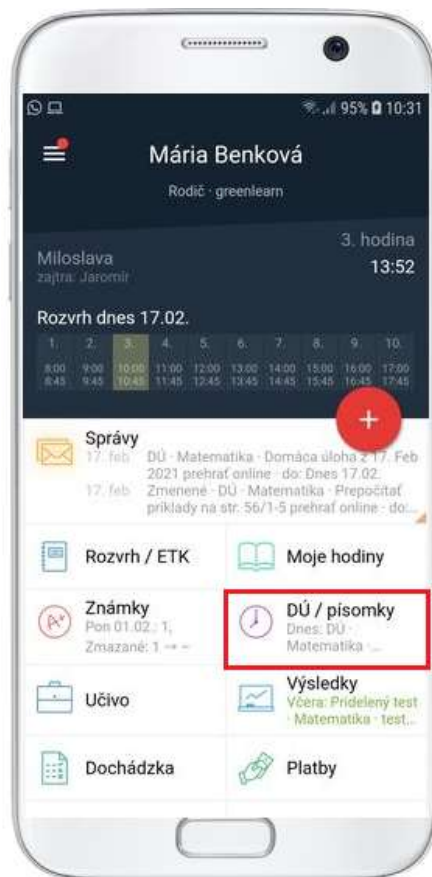 95% 10:31
Mária Benková
Rodič · greenlearn
3. hodina
Miloslava
13:52
zajtra: Jaromír
Rozvrh dnes 17.02.
1. 2. 3. 4. 5. 6. 7. 8. 9. 10.
8:00 9:00 10:00 11:00 12:00 13:00 14:00 15:00 16:00 17:00
8:45 9:45 10:45 11:45 12:45 13:45 14:45 15:45 16:45 17:45
+
Správy
17. feb DÚ · Matematika · Domáca úloha z 17. Feb
2021 prehrať online · do: Dnes 17.02.
17. feb Zmenené · DÚ · Matematika · Prepočítať
príklady na str. 56/1-5 prehrať online · do:...
Rozvrh / ETK
Moje hodiny
A+
Známky
Pon 01.02.: 1,
Zmazané: 1 → –
DÚ / písomky
Dnes: DÚ ·
Matematika ·...
Učivo
Výsledky
Včera: Pridelený test
· Matematika · test...
Dochádzka
Platby